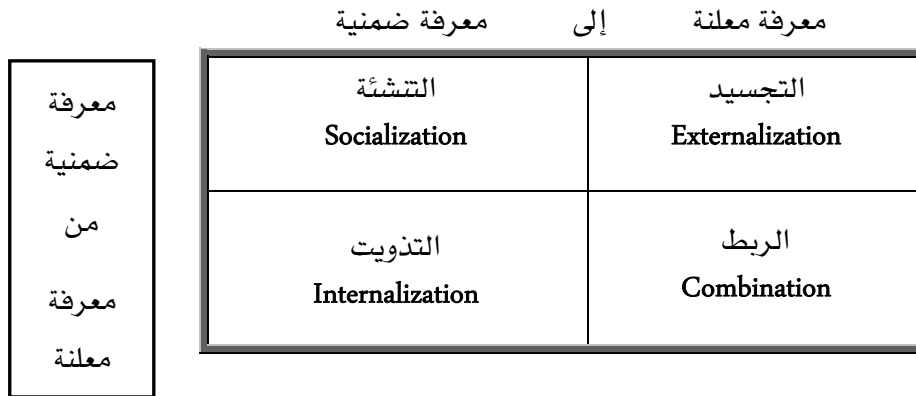 معرفة معلنة إلى معرفة ضمنية
معرفة
ضمنية
من
معرفة
معلنة
التجسيد
Externalization
التنشئة
Socialization
الربط
Combination
التذويت
Internalization